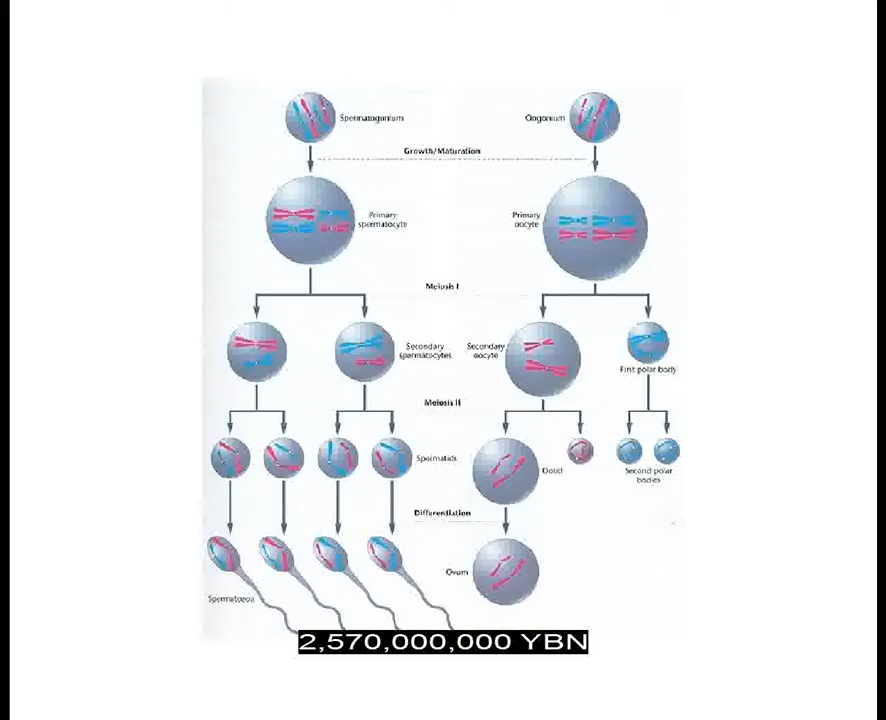 Spermatogonium
Oogonium
Growth/Maturation
Primary
spermatocyte
Primary
oocyte
Meiosis I
Secondary
spermatocytes
Secondary
oocyte
First polar body
Meiosis II
Spermatids
Ootid
Second polar
bodies
Differentiation
Ovum
Spermatozoa
2,570,000,000 YBN